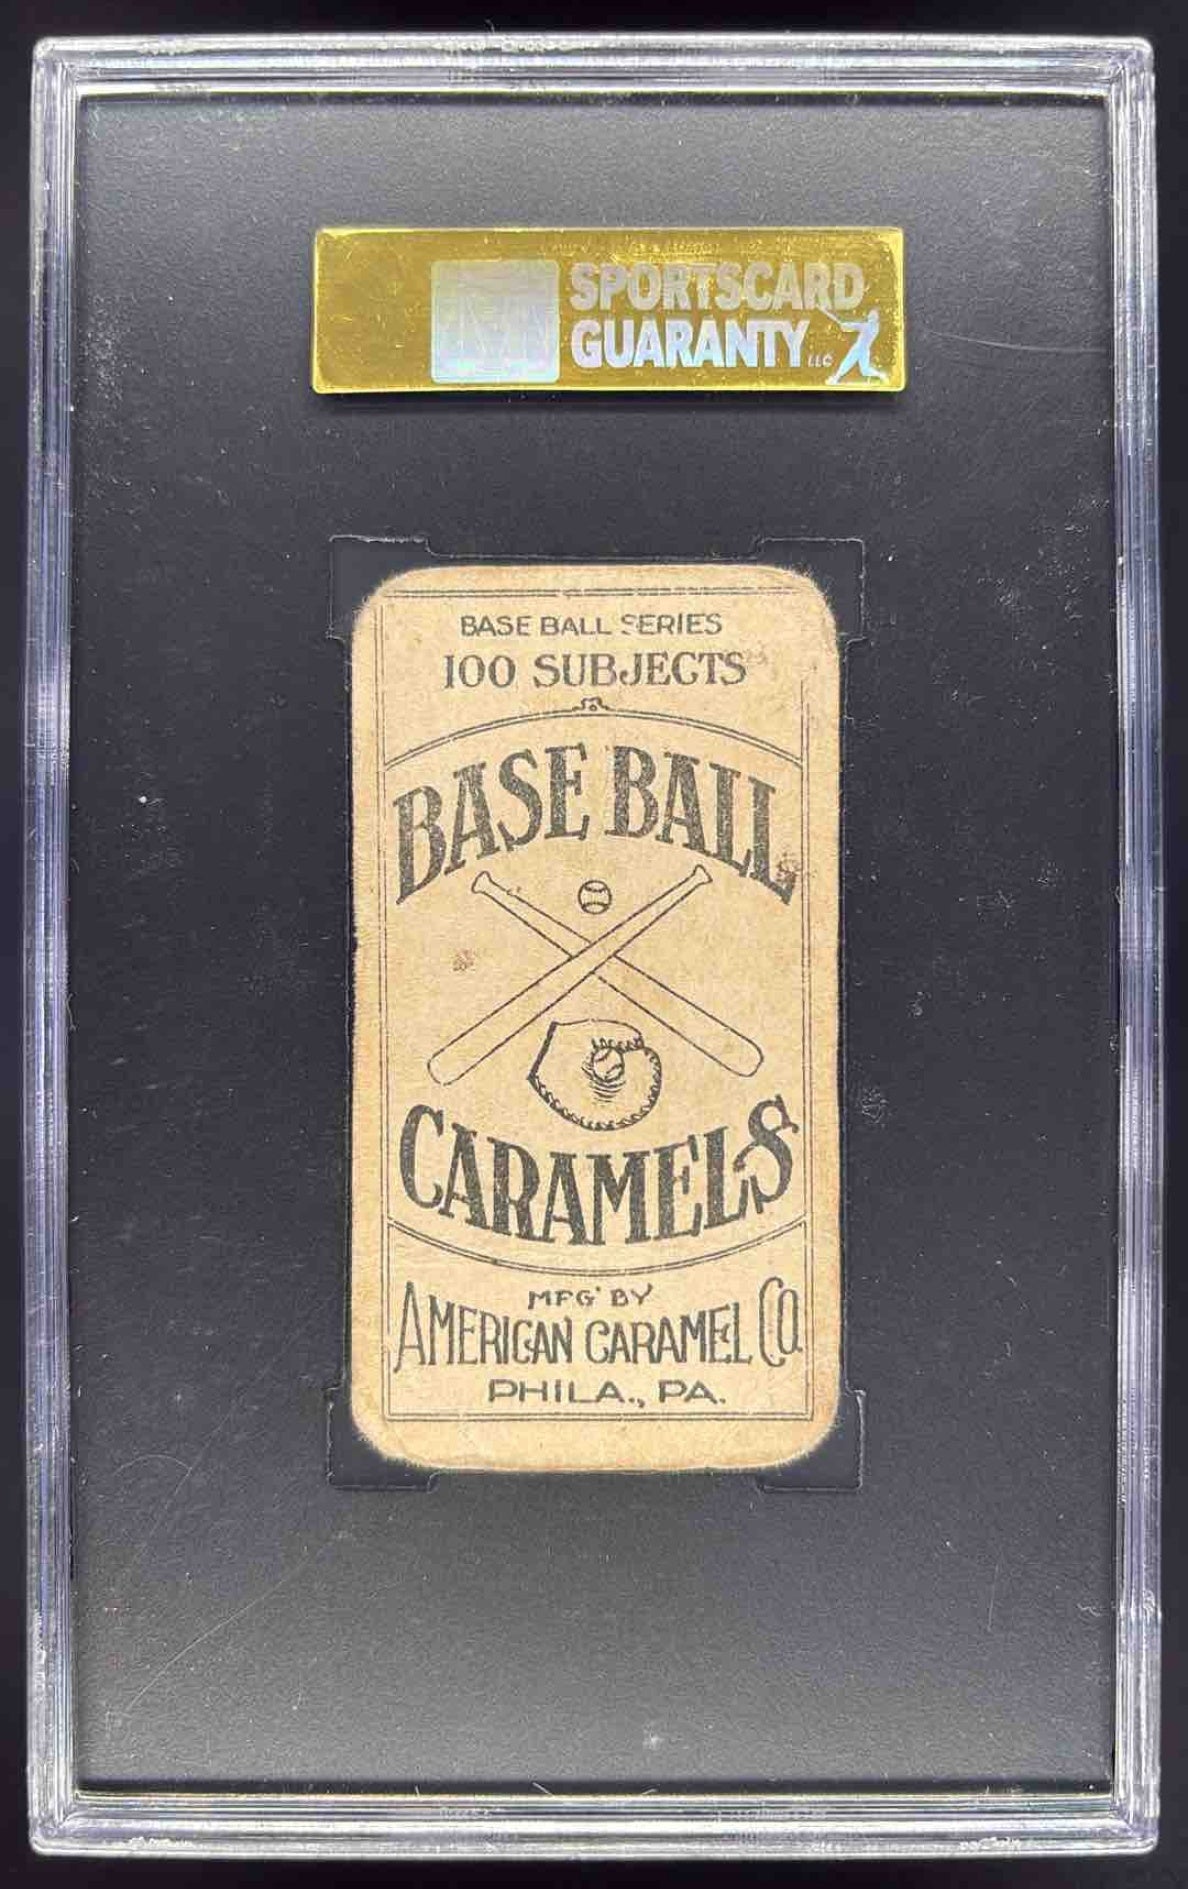 SPORTSCARD
GUARANTY LLC
BASE BALL SERIES
100 SUBJECTS
BASE BALL
CARAMELS
MFG' BY
AMERICAN CARAMEL CO.
PHILA., PA.